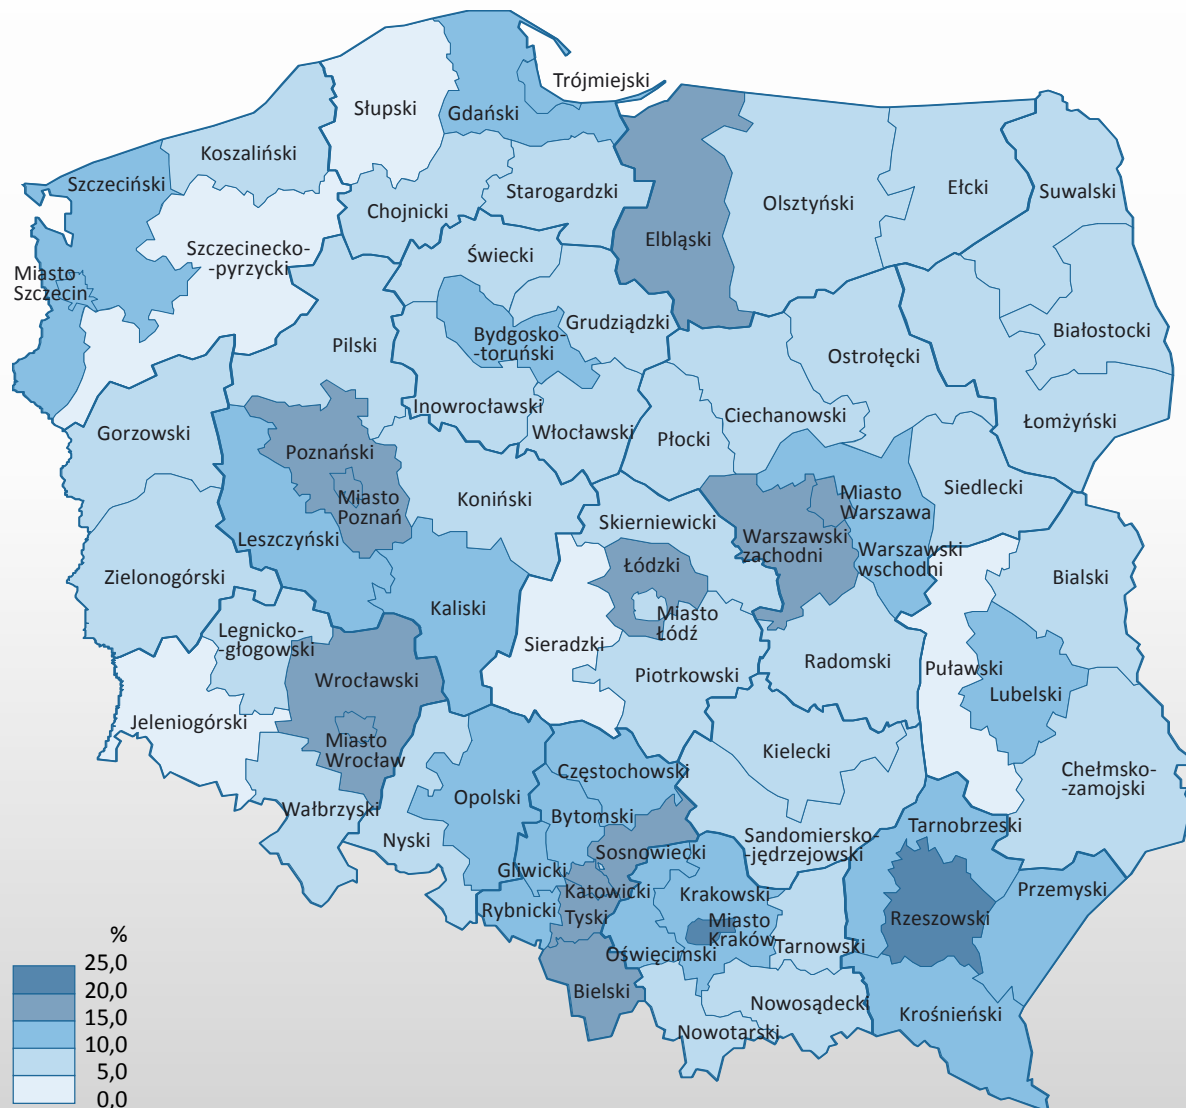 Trójmiejski
Słupski
Gdański
Koszaliński
Szczeciński
Starogardzki
Ełcki
Suwalski
Chojnicki
Olsztyński
Elbląski
Szczecinecko-
-pyrzycki
Świecki
Miasto
Szczecin
Grudziądzki
Białostocki
Bydgosko-
-toruński
Pilski
Ostrołęcki
Inowrocławski
Ciechanowski
Łomżyński
Gorzowski
Włocławski
Płocki
Poznański
Siedlecki
Miasto
Poznań
Koniński
Miasto
Warszawa
Skierniewicki
Leszczyński
Warszawski
zachodni
Warszawski
wschodni
Zielonogórski
Łódzki
Bialski
Kaliski
Miasto
Łódź
Legnicko-
-głogowski
Sieradzki
Radomski
Puławski
Wrocławski
Piotrkowski
Lubelski
Jeleniogórski
Miasto
Wrocław
Kielecki
Częstochowski
Chełmsko-
-zamojski
Opolski
Wałbrzyski
Bytomski
Tarnobrzeski
Nyski
Sandomiersko-
-jędrzejowski
Sosnowiecki
Gliwicki
Katowicki
Krakowski
Przemyski
Rybnicki
Tyski
Miasto
Kraków
Rzeszowski
Oświęcimski
Tarnowski
Bielski
Nowosądecki
Krośnieński
Nowotarski
%
25,0
20,0
15,0
10,0
5,0
0,0